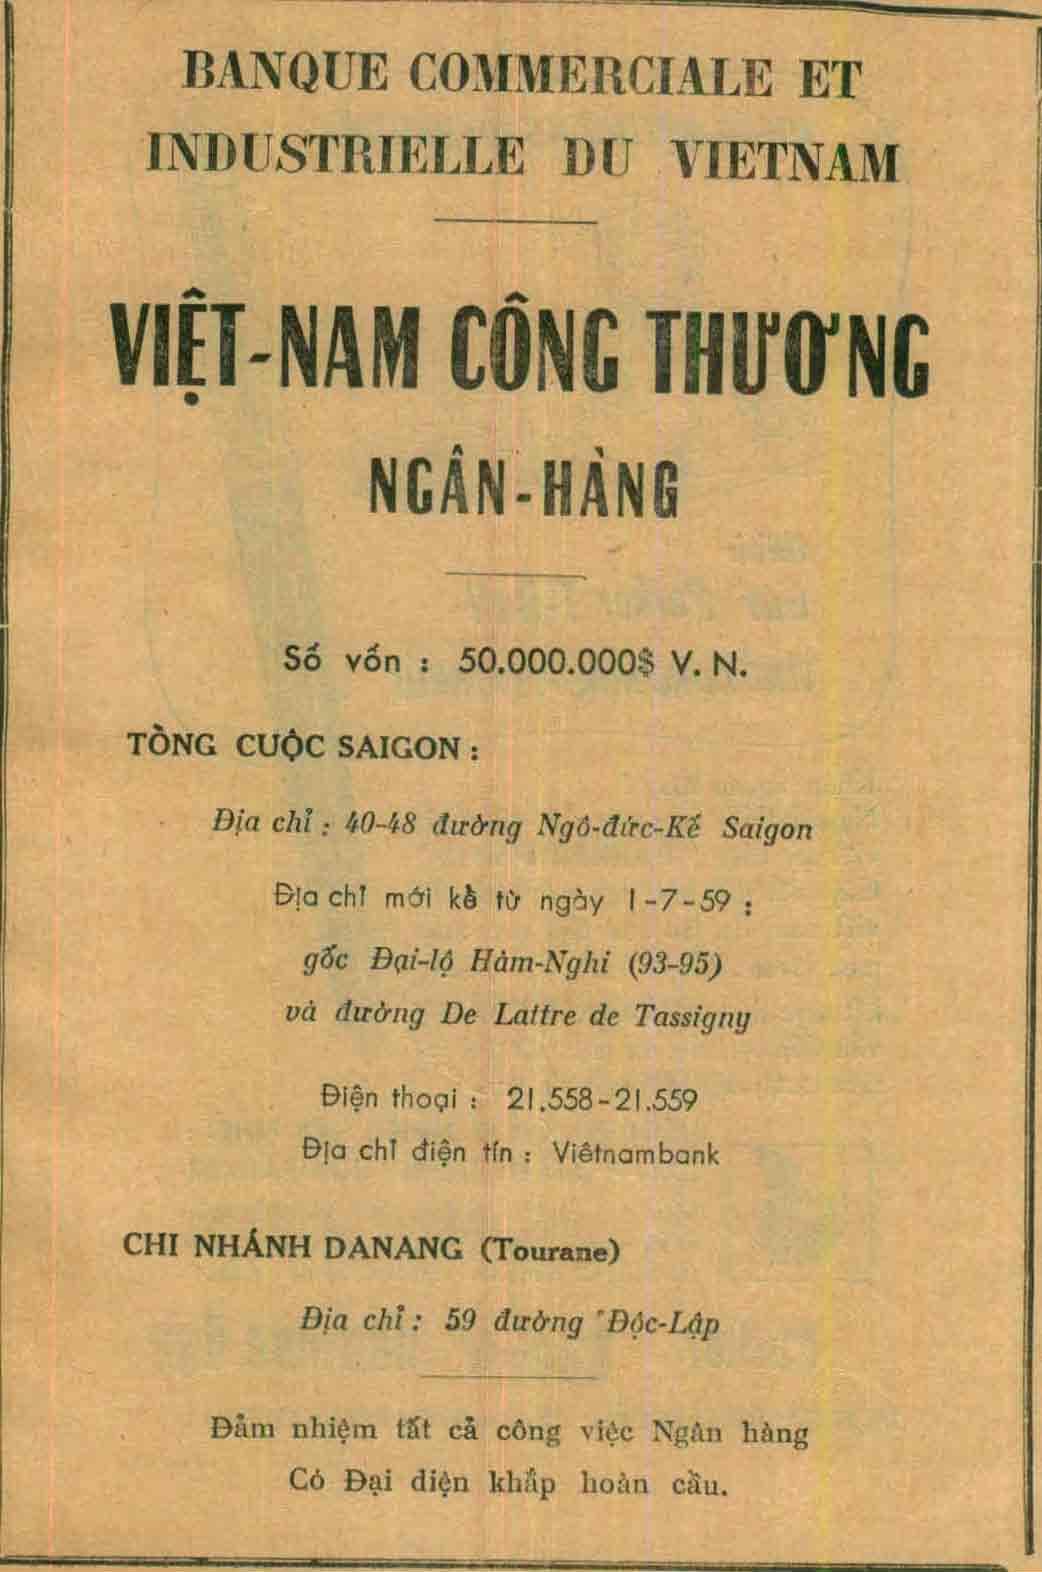 BANQUE COMMERCIALE ET
INDUSTRIELLE DU VIETNAM
VIỆT-NAM CÔNG THƯƠNG
NGÂN-HÀNG
Số vốn : 50.000.000$ V. N.
TỔNG CUỘC SAIGON :
Địa chỉ : 40-48 đường Ngô-đức-Kế Saigon
Địa chỉ mới kể từ ngày 1-7-59 :
gốc Đại-lộ Hàm-Nghi (93-95)
và đường De Lattre de Tassigny
Điện thoại : 21.558-21.559
Địa chỉ điện tín : Viêtnambank
CHI NHÁNH DANANG (Tourane)
Địa chỉ : 59 đường Độc-Lập
Đảm nhiệm tất cả công việc Ngân hàng
Có Đại diện khắp hoàn cầu.